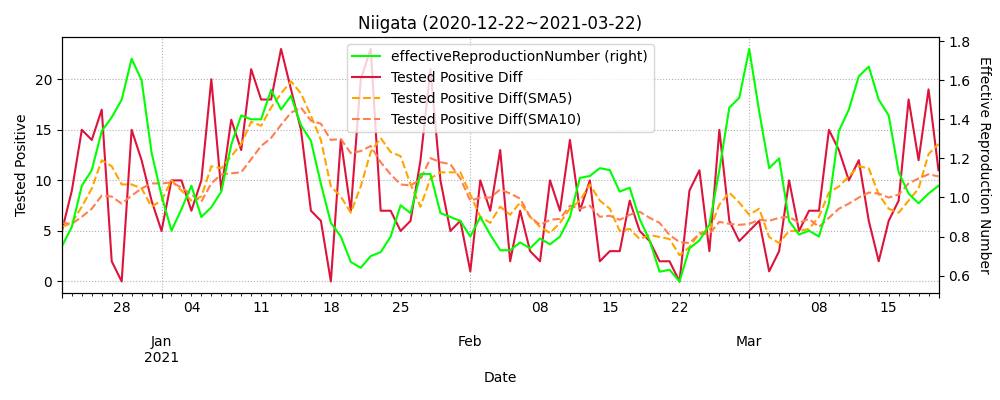 Niigata (2020-12-22~2021-03-22)
effectiveReproductionNumber (right)
Tested Positive Diff
Tested Positive Diff(SMA5)
Tested Positive Diff(SMA10)
Tested Positive
20
15
10
5
0
1.8
1.6
1.4
1.2
1.0
0.8
0.6
Effective Reproduction Number
28 04 11 18 25 08 15 22 08 15
Jan Feb Mar
2021
Date